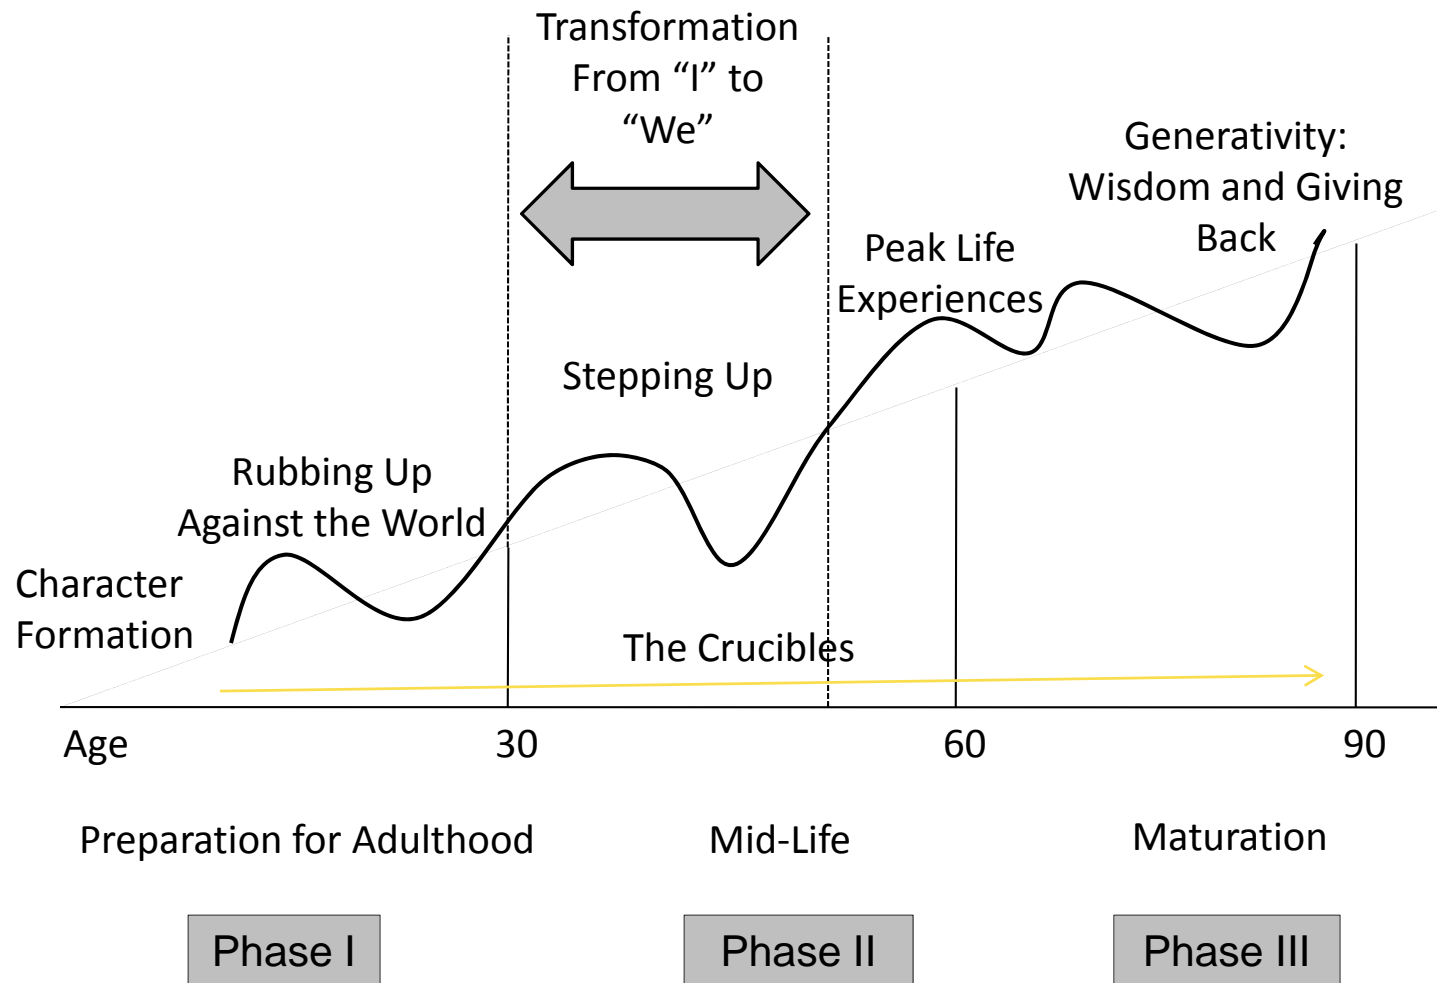 Transformation
From “I” to
“We”
Generativity:
Wisdom and Giving
Back
Peak Life
Experiences
Stepping Up
Rubbing Up
Against the World
Character
Formation
The Crucibles
Age
30
60
90
Preparation for Adulthood
Mid-Life
Maturation
Phase I
Phase II
Phase III